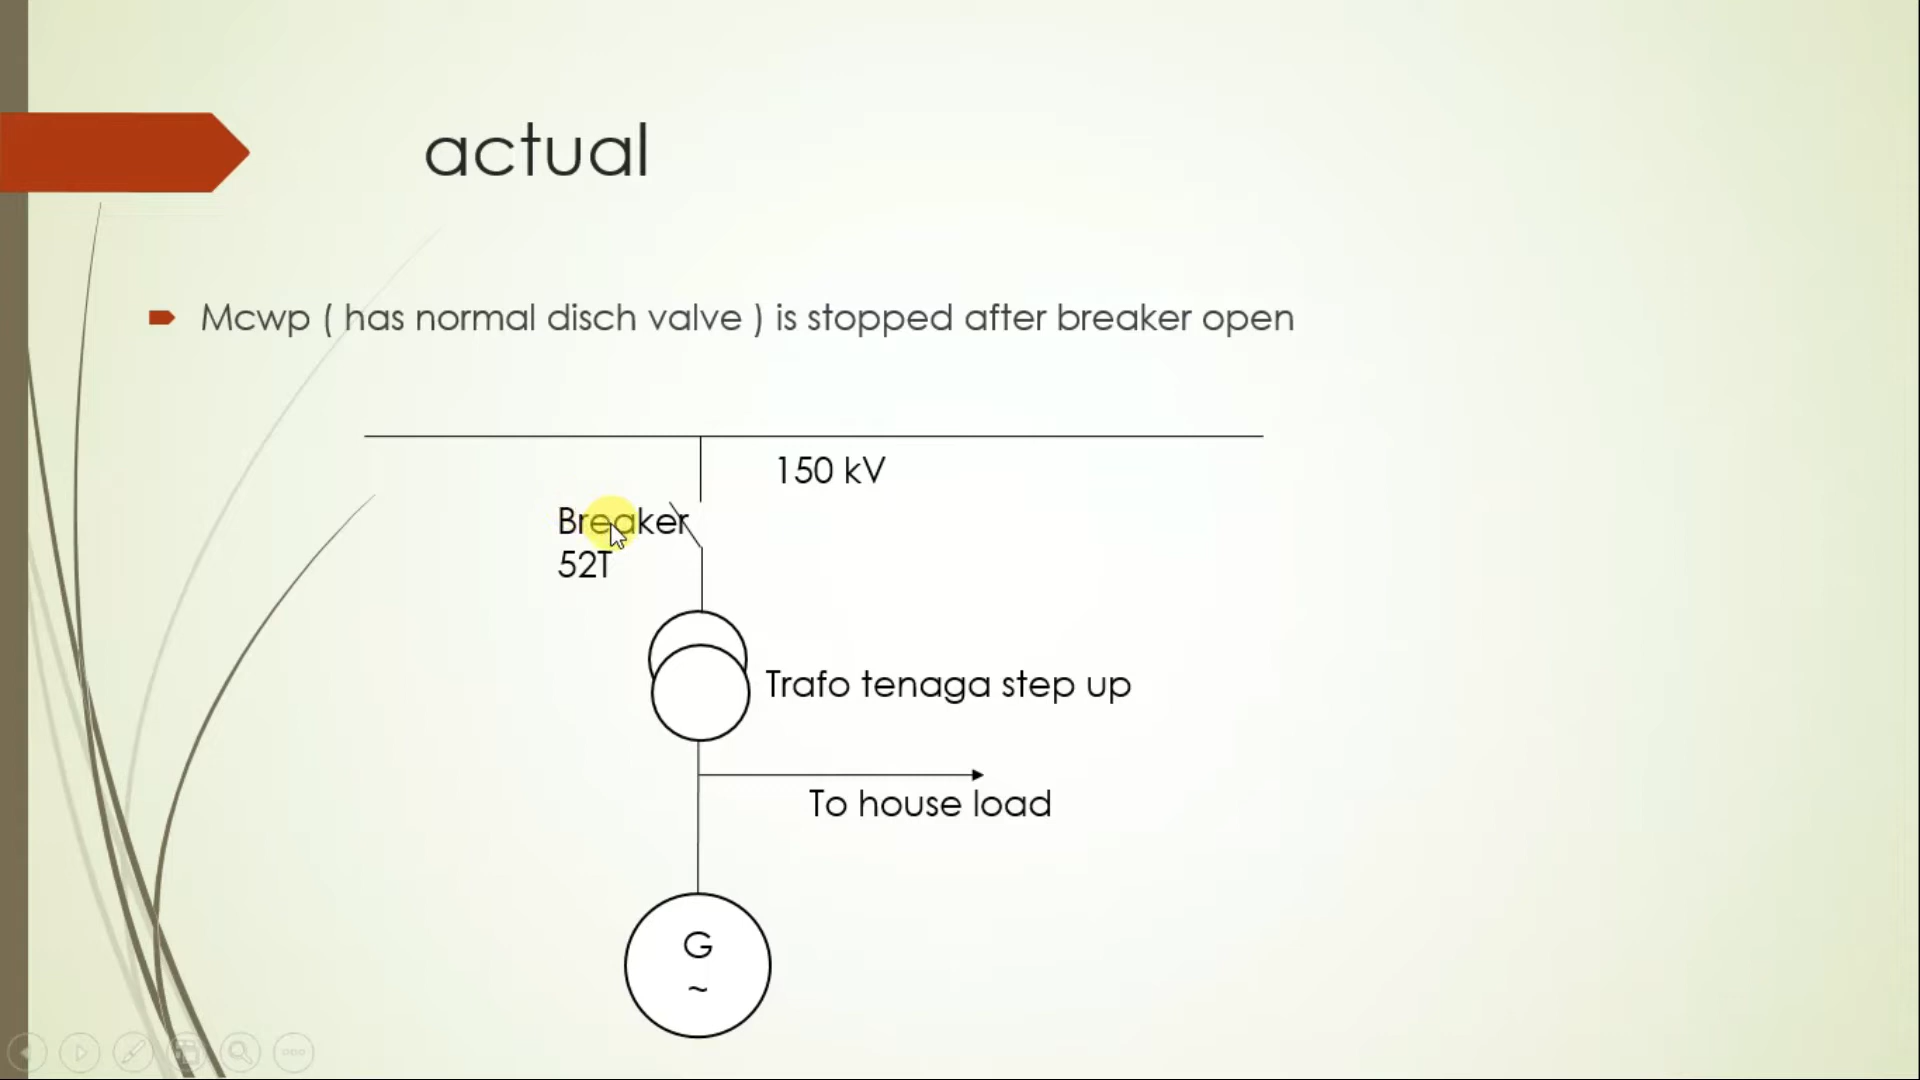 actual
Mcwp ( has normal disch valve ) is stopped after breaker open
150 kV
Breaker
52T
Trafo tenaga step up
To house load
G
~